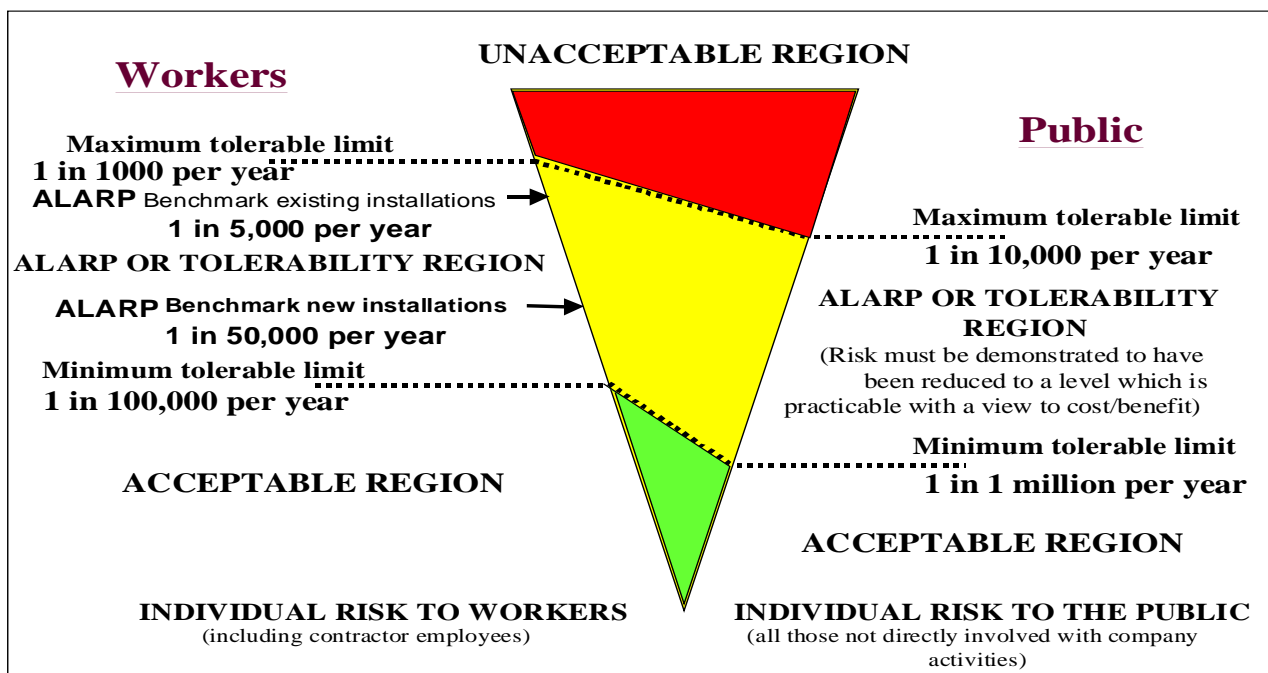 UNACCEPTABLE REGION
Workers
Maximum tolerable limit
1 in 1000 per year
ALARP Benchmark existing installations
1 in 5,000 per year
ALARP OR TOLERABILITY REGION
ALARP Benchmark new installations
1 in 50,000 per year
Minimum tolerable limit
1 in 100,000 per year
ACCEPTABLE REGION
INDIVIDUAL RISK TO WORKERS
(including contractor employees)
Public
Maximum tolerable limit
1 in 10,000 per year
ALARP OR TOLERABILITY
REGION
(Risk must be demonstrated to have
been reduced to a level which is
practicable with a view to cost/benefit)
Minimum tolerable limit
1 in 1 million per year
ACCEPTABLE REGION
INDIVIDUAL RISK TO THE PUBLIC
(all those not directly involved with company
activities)